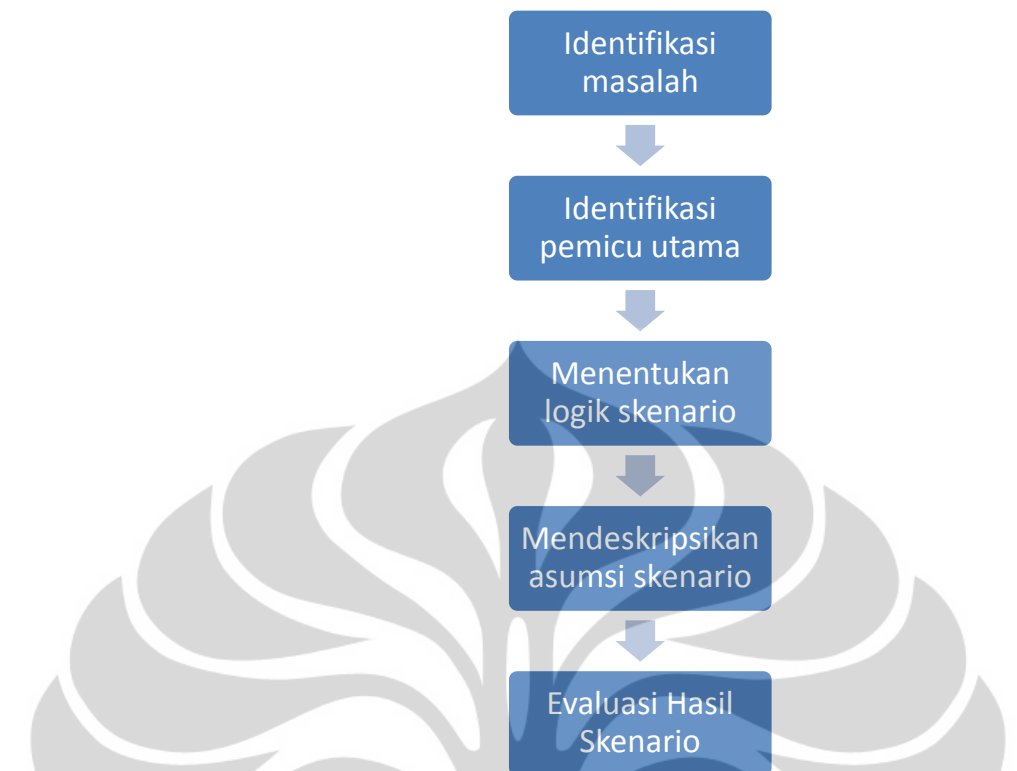 Identifikasi
masalah
Identifikasi
pemicu utama
Menentukan
logik skenario
Mendeskripsikan
asumsi skenario
Evaluasi Hasil
Skenario